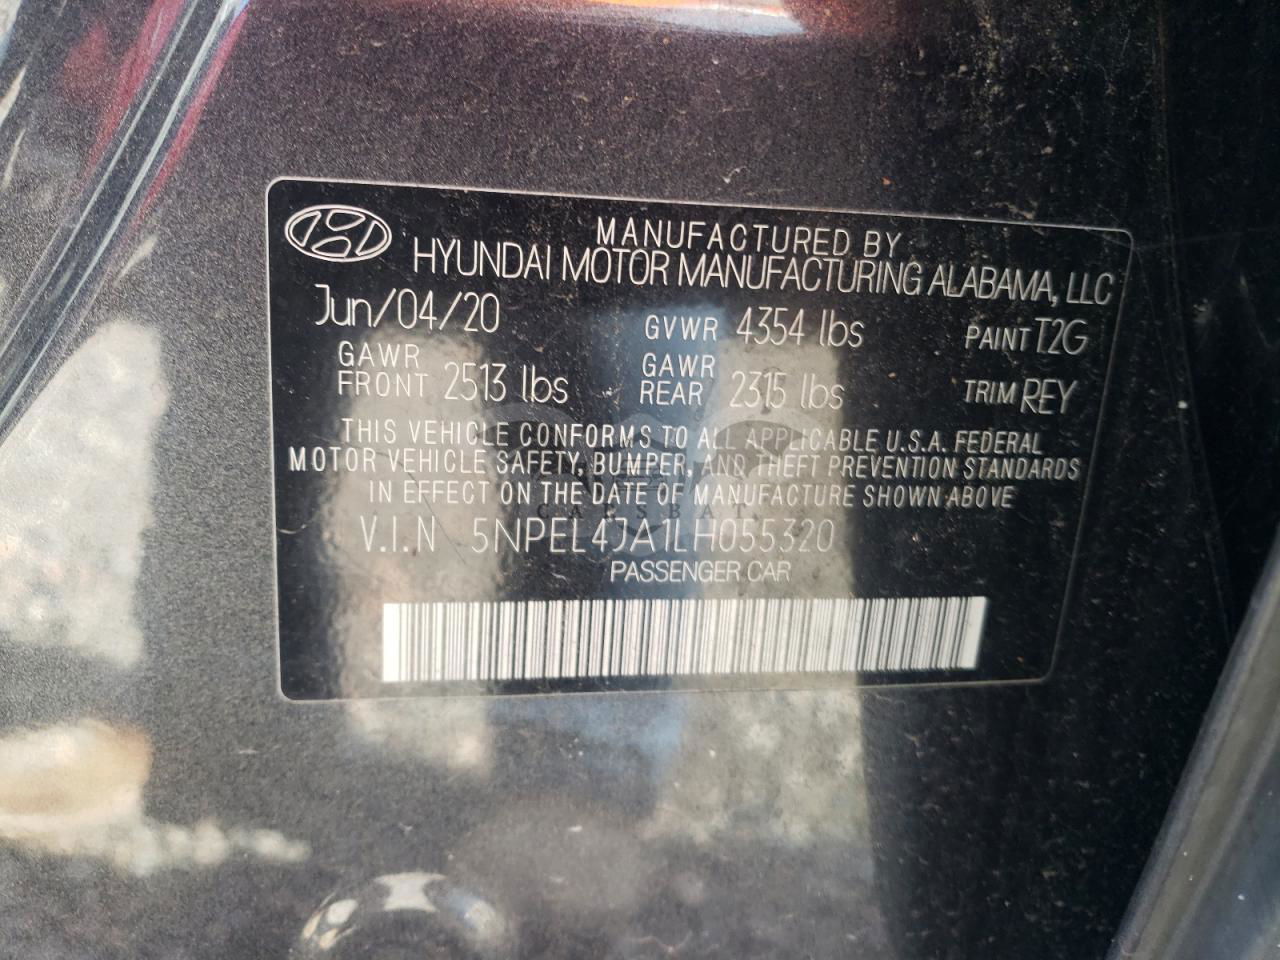 MANUFACTURED BY
HYUNDAI MOTOR MANUFACTURING ALABAMA, LLC
Jun/04/20 GVWR 4354 lbs PAINT T2G
GAWR FRONT 2513 lbs GAWR REAR 2315 lbs TRIM REY
THIS VEHICLE CONFORMS TO ALL APPLICABLE U.S.A. FEDERAL
MOTOR VEHICLE SAFETY, BUMPER, AND THEFT PREVENTION STANDARDS
IN EFFECT ON THE DATE OF MANUFACTURE SHOWN ABOVE
V.I.N 5NPEL4JA1LH055320
PASSENGER CAR